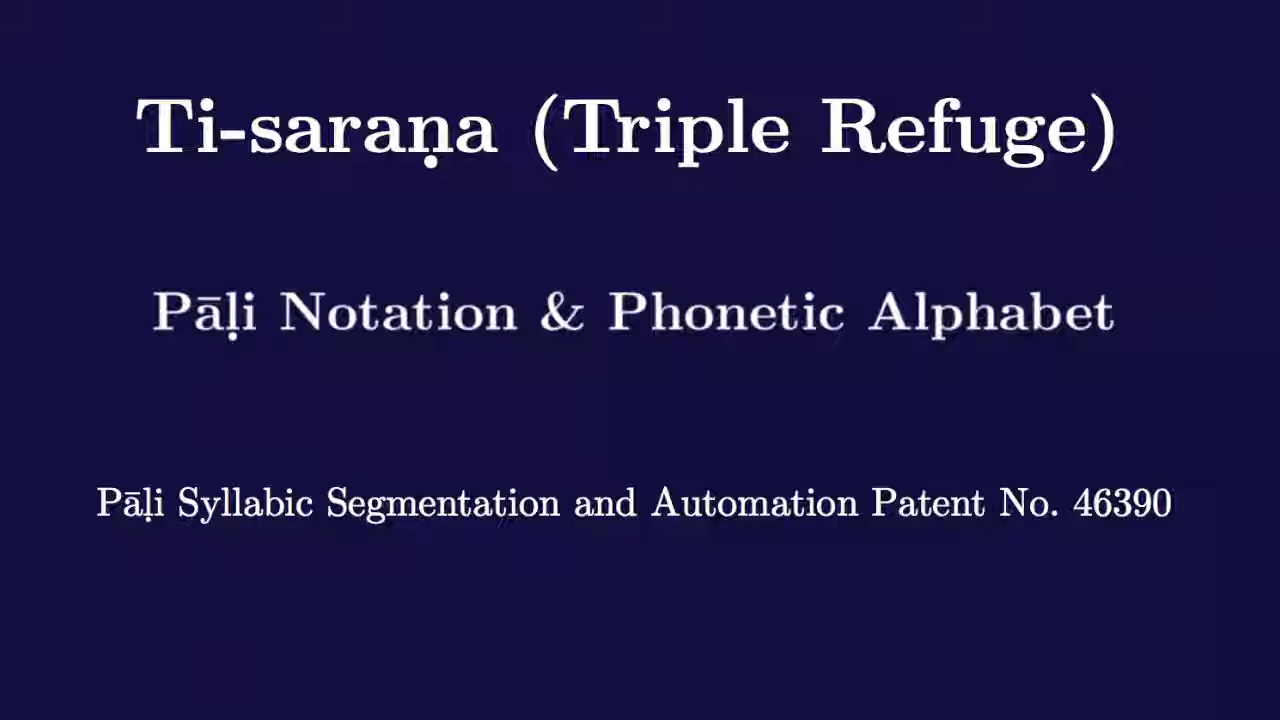 Ti-saraṇa (Triple Refuge)
Pāḷi Notation & Phonetic Alphabet
Pāḷi Syllabic Segmentation and Automation Patent No. 46390